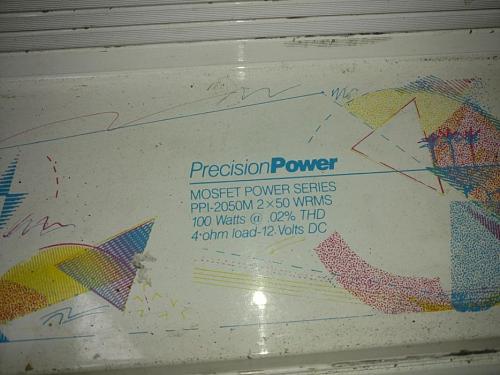 PrecisionPower
MOSFET POWER SERIES
PPI-2050M 2×50 WRMS
100 Watts @ .02% THD
4-ohm load-12-Volts DC